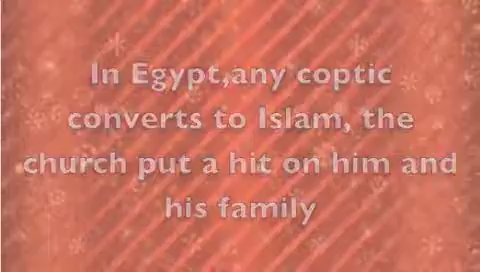 In Egypt,any coptic
converts to Islam, the
church put a hit on him and
his family